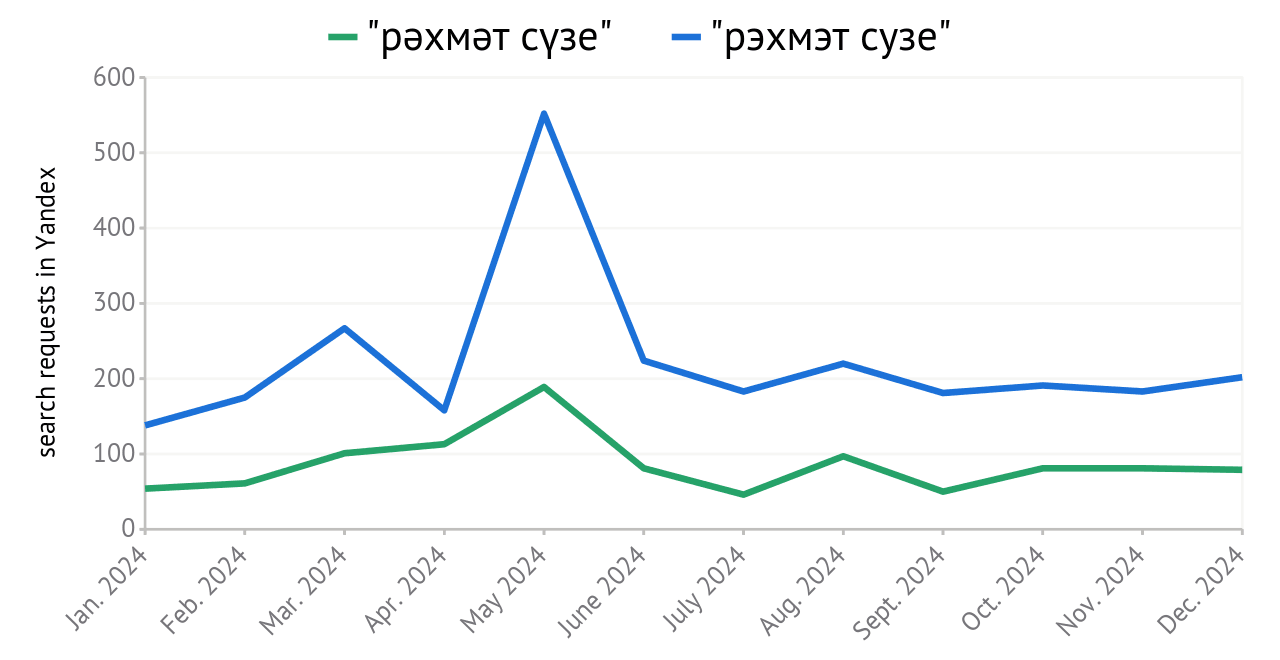 "рәхмәт сүзе" "рэхмэт сузе"
600
500
400
300
200
100
0
search requests in Yandex
Jan. 2024
Feb. 2024
Mar. 2024
Apr. 2024
May 2024
June 2024
July 2024
Aug. 2024
Sept. 2024
Oct. 2024
Nov. 2024
Dec. 2024